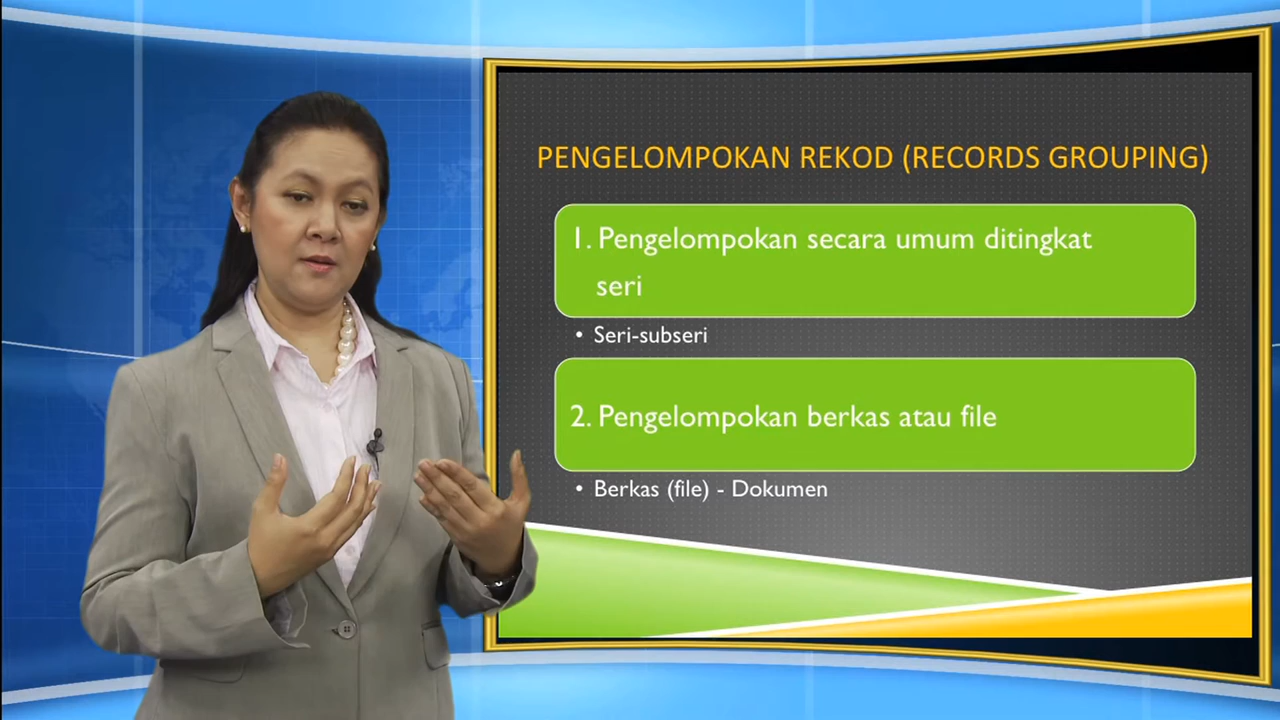 PENGELOMPOKAN REKOD (RECORDS GROUPING)
1. Pengelompokan secara umum ditingkat
seri
• Seri-subseri
2. Pengelompokan berkas atau file
• Berkas (file) - Dokumen